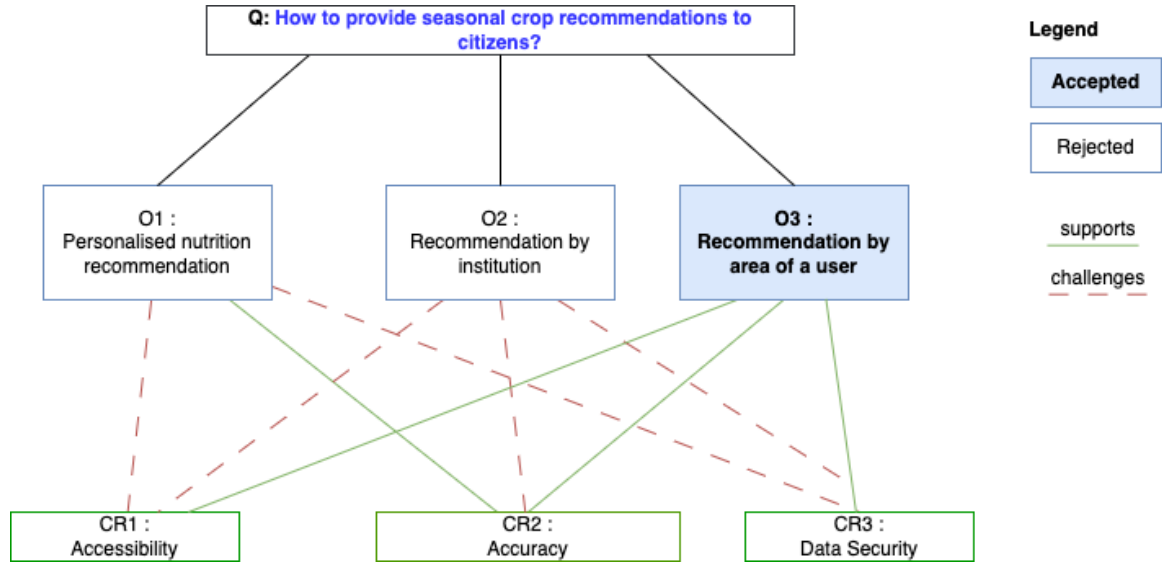 Q: How to provide seasonal crop recommendations to
citizens?
Legend
Accepted
Rejected
supports
challenges
O1 :
Personalised nutrition
recommendation
O2 :
Recommendation by
institution
O3 :
Recommendation by
area of a user
CR1 :
Accessibility
CR2 :
Accuracy
CR3 :
Data Security